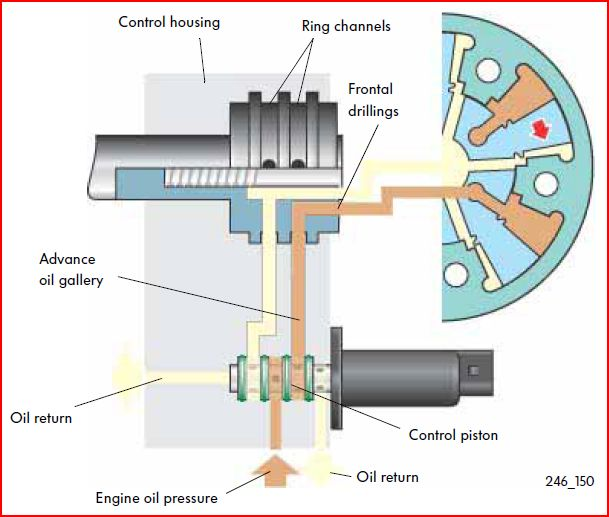 Control housing
Ring channels
Frontal
drillings
Advance
oil gallery
Oil return
Control piston
Oil return
Engine oil pressure
246_150